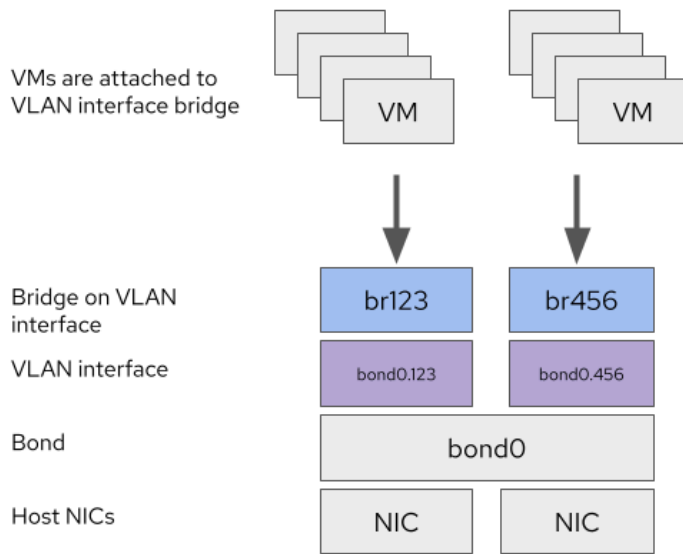 VMs are attached to
VLAN interface bridge
VM
VM
Bridge on VLAN
interface
br123
br456
VLAN interface
bond0.123
bond0.456
Bond
bond0
Host NICs
NIC
NIC